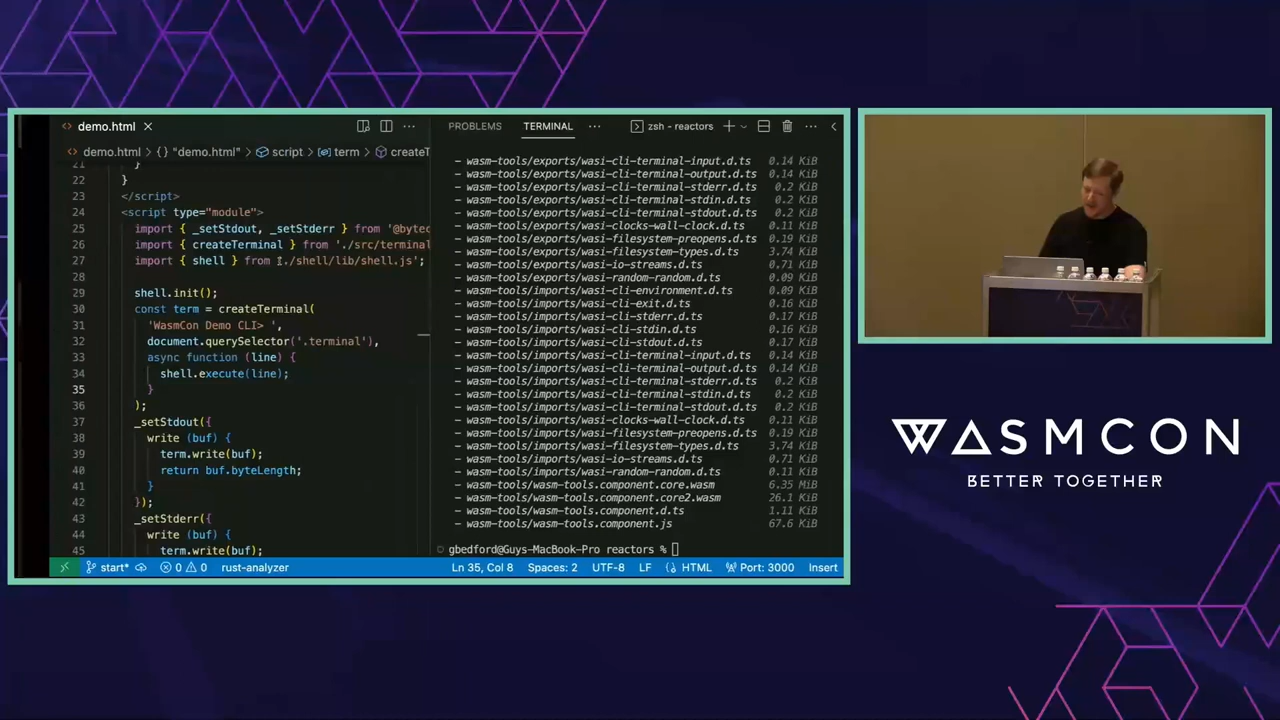 demo.html
PROBLEMS
TERMINAL
zsh - reactors
demo.html > {} "demo.html" > script > term > createT
21 }
22 }
23 </script>
24 <script type="module">
25 import { _setStdout, _setStderr } from '@bytec
26 import { createTerminal } from './src/terminal
27 import { shell } from './shell/lib/shell.js';
28
29 shell.init();
30 const term = createTerminal(
31 'WasmCon Demo CLI> ',
32 document.querySelector('.terminal'),
33 async function (line) {
34 shell.execute(line);
35 }
36 );
37 _setStdout({
38 write (buf) {
39 term.write(buf);
40 return buf.byteLength;
41 }
42 });
43 _setStderr({
44 write (buf) {
45 term.write(buf);
- wasm-tools/exports/wasi-cli-terminal-input.d.ts 0.14 KiB
- wasm-tools/exports/wasi-cli-terminal-output.d.ts 0.14 KiB
- wasm-tools/exports/wasi-cli-terminal-stderr.d.ts 0.2 KiB
- wasm-tools/exports/wasi-cli-terminal-stdin.d.ts 0.2 KiB
- wasm-tools/exports/wasi-cli-terminal-stdout.d.ts 0.2 KiB
- wasm-tools/exports/wasi-clocks-wall-clock.d.ts 0.11 KiB
- wasm-tools/exports/wasi-filesystem-preopens.d.ts 0.19 KiB
- wasm-tools/exports/wasi-filesystem-types.d.ts 3.74 KiB
- wasm-tools/exports/wasi-io-streams.d.ts 0.71 KiB
- wasm-tools/exports/wasi-random-random.d.ts 0.09 KiB
- wasm-tools/imports/wasi-cli-environment.d.ts 0.09 KiB
- wasm-tools/imports/wasi-cli-exit.d.ts 0.16 KiB
- wasm-tools/imports/wasi-cli-stderr.d.ts 0.17 KiB
- wasm-tools/imports/wasi-cli-stdin.d.ts 0.16 KiB
- wasm-tools/imports/wasi-cli-stdout.d.ts 0.17 KiB
- wasm-tools/imports/wasi-cli-terminal-input.d.ts 0.14 KiB
- wasm-tools/imports/wasi-cli-terminal-output.d.ts 0.14 KiB
- wasm-tools/imports/wasi-cli-terminal-stderr.d.ts 0.2 KiB
- wasm-tools/imports/wasi-cli-terminal-stdin.d.ts 0.2 KiB
- wasm-tools/imports/wasi-cli-terminal-stdout.d.ts 0.2 KiB
- wasm-tools/imports/wasi-clocks-wall-clock.d.ts 0.11 KiB
- wasm-tools/imports/wasi-filesystem-preopens.d.ts 0.19 KiB
- wasm-tools/imports/wasi-filesystem-types.d.ts 3.74 KiB
- wasm-tools/imports/wasi-io-streams.d.ts 0.71 KiB
- wasm-tools/imports/wasi-random-random.d.ts 0.11 KiB
- wasm-tools/wasm-tools.component.core.wasm 6.35 MiB
- wasm-tools/wasm-tools.component.core2.wasm 26.1 KiB
- wasm-tools/wasm-tools.component.d.ts 1.11 KiB
- wasm-tools/wasm-tools.component.js 67.6 KiB
gbedford@Guys-MacBook-Pro reactors %
start* 0 0 rust-analyzer Ln 35, Col 8 Spaces: 2 UTF-8 LF HTML Port: 3000 Insert
WASMCON
BETTER TOGETHER